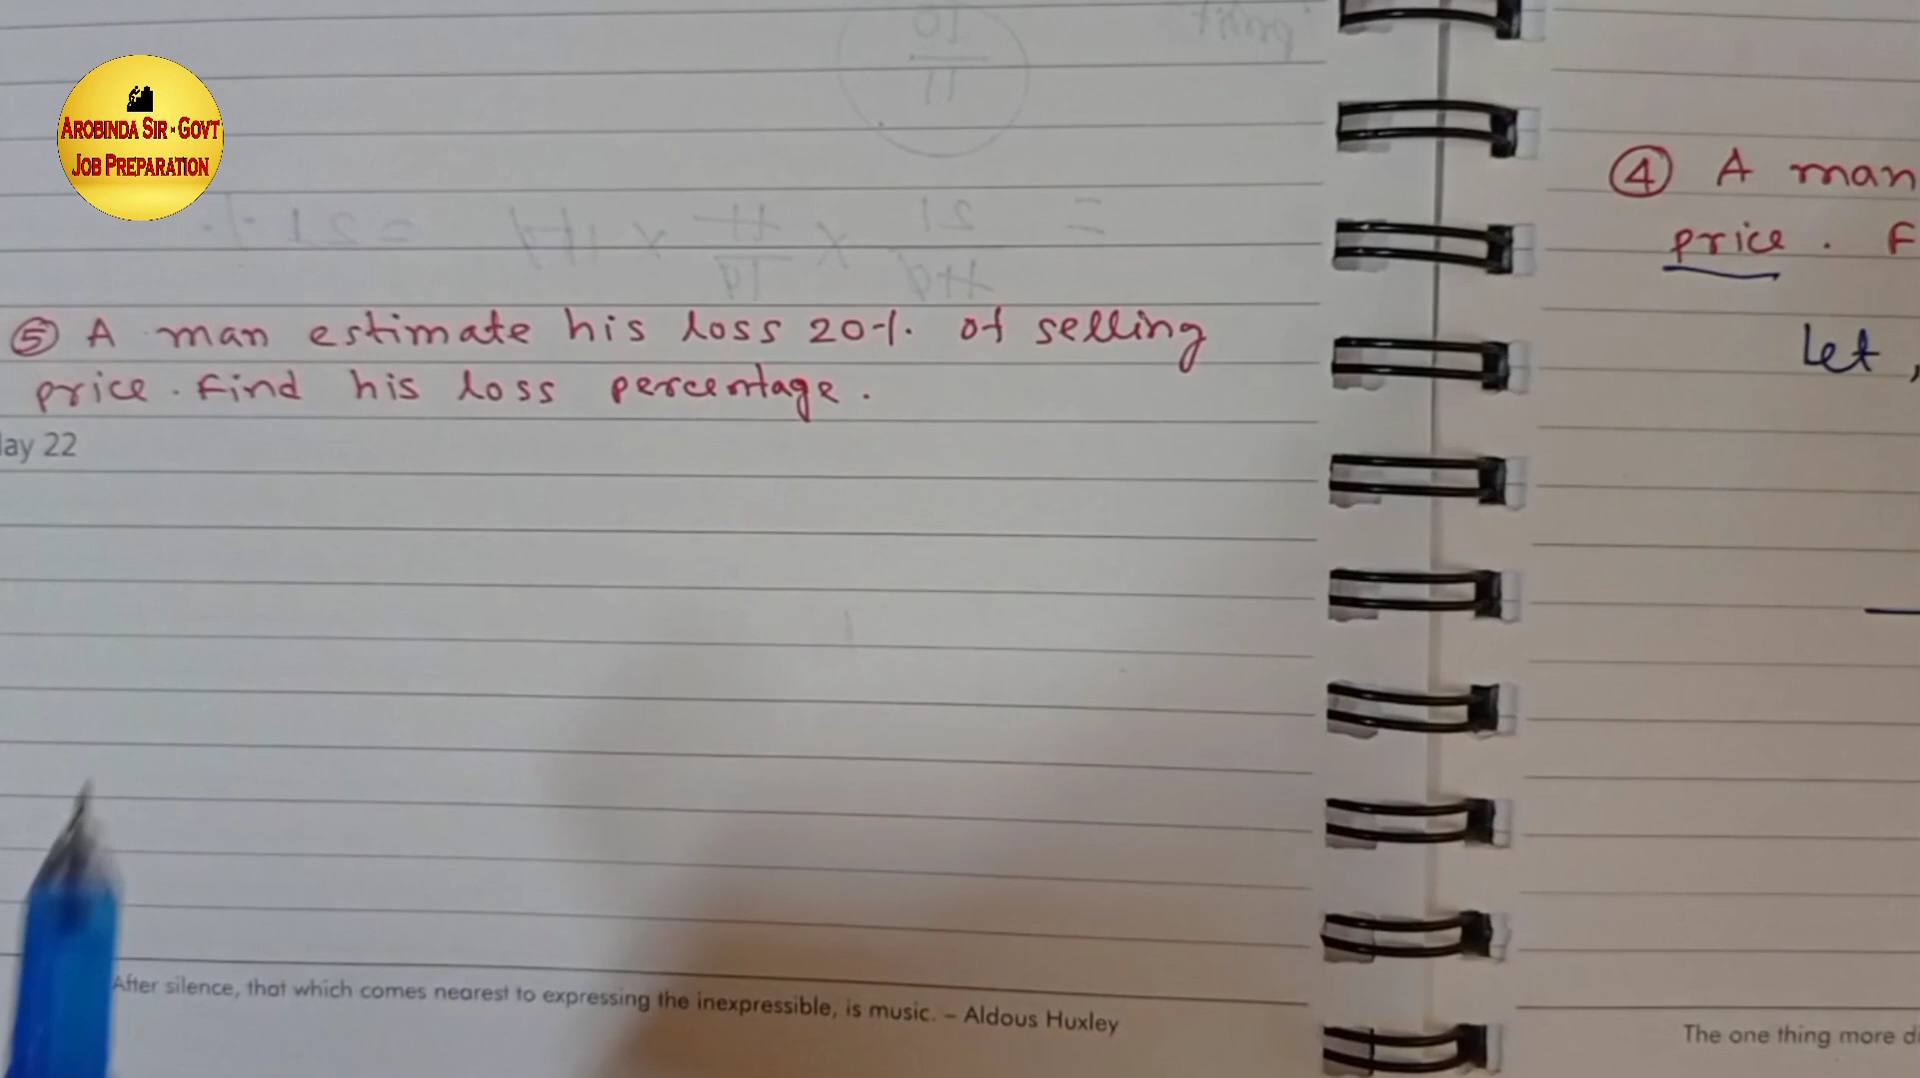 AROBINDA SIR - GOVT
JOB PREPARATION
⑤ A man estimate his loss 20% of selling
price. Find his loss percentage.
May 22
After silence, that which comes nearest to expressing the inexpressible, is music. – Aldous Huxley
④ A man
price. F
Let,
The one thing more di